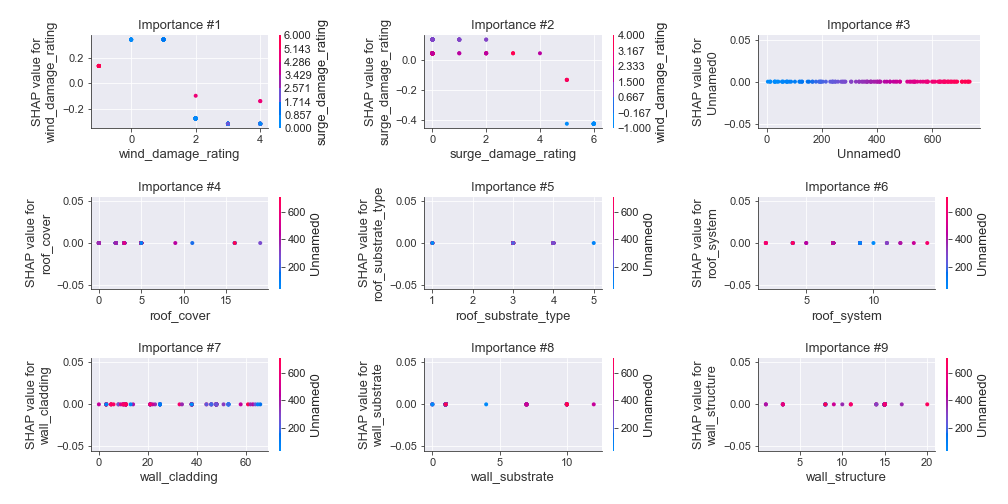 Importance #1
SHAP value for
wind_damage_rating
0.2
0.0
−0.2
0
2
4
wind_damage_rating
6.000
5.143
4.286
3.429
2.571
1.714
0.857
0.000
surge_damage_rating
Importance #2
SHAP value for
surge_damage_rating
0.0
−0.2
−0.4
0
2
4
6
surge_damage_rating
4.000
3.167
2.333
1.500
0.667
−0.167
−1.000
wind_damage_rating
Importance #3
SHAP value for
Unnamed0
0.05
0.00
−0.05
0
200
400
600
Unnamed0
Importance #4
SHAP value for
roof_cover
0.05
0.00
−0.05
0
5
10
15
roof_cover
600
400
200
Unnamed0
Importance #5
SHAP value for
roof_substrate_type
0.05
0.00
−0.05
1
2
3
4
5
roof_substrate_type
600
400
200
Unnamed0
Importance #6
SHAP value for
roof_system
0.05
0.00
−0.05
5
10
roof_system
600
400
200
Unnamed0
Importance #7
SHAP value for
wall_cladding
0.05
0.00
−0.05
0
20
40
60
wall_cladding
600
400
200
Unnamed0
Importance #8
SHAP value for
wall_substrate
0.05
0.00
−0.05
0
5
10
wall_substrate
600
400
200
Unnamed0
Importance #9
SHAP value for
wall_structure
0.05
0.00
−0.05
5
10
15
20
wall_structure
600
400
200
Unnamed0